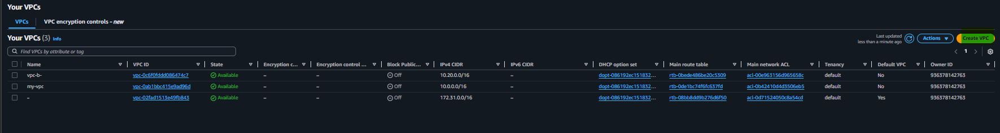 Your VPCs
VPCs VPC encryption controls – new
Your VPCs (3) Info
Last updated
less than a minute ago
Actions
Create VPC
Find VPCs by attribute or tag
1
Name VPC ID State Encryption c... Encryption control ... Block Public... IPv4 CIDR IPv6 CIDR DHCP option set Main route table Main network ACL Tenancy Default VPC Owner ID
vpc-b- vpc-0c6f0fddd086474c7 Available – – Off 10.20.0.0/16 – dopt-086192ec151832... rtb-0bede486be20c5309 acl-00e963156d965658c default No 936378142763
my-vpc vpc-0ab1bbc415e9ad96d Available – – Off 10.0.0.0/16 – dopt-086192ec151832... rtb-0de1bc74f6fc637fd acl-0b42410d4d3506eb5 default No 936378142763
– vpc-02fad1513e49fb843 Available – – Off 172.31.0.0/16 – dopt-086192ec151832... rtb-08bb8dd9b276d6f50 acl-0d71524050c8a54cd default Yes 936378142763